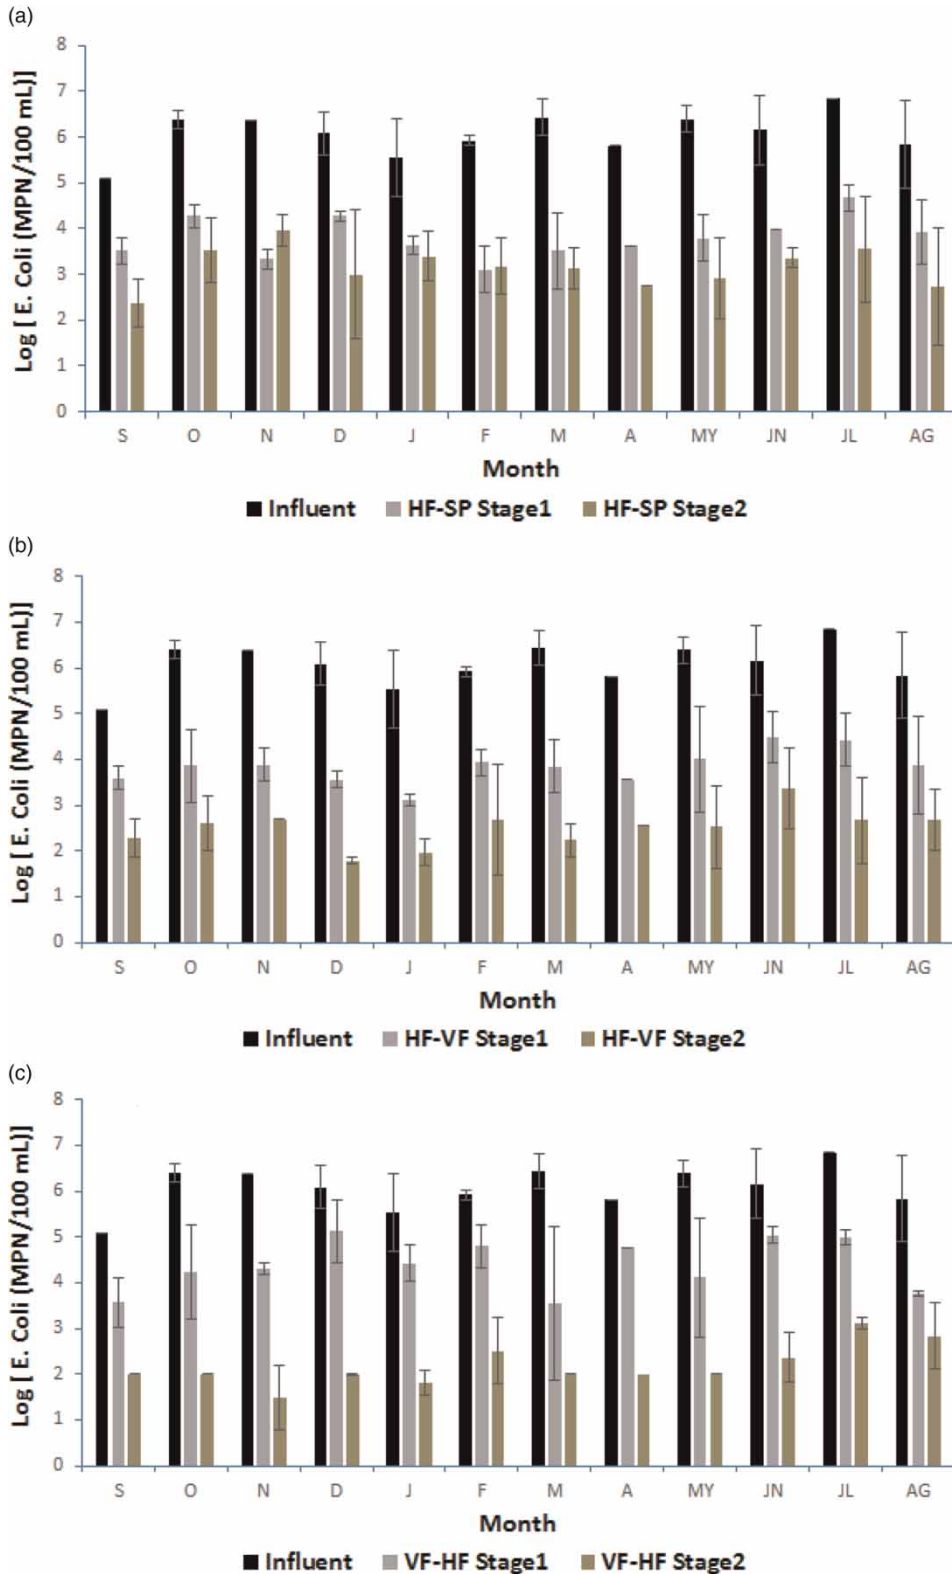 (a)
Log [ E. Coli (MPN/100 mL)]
8
7
6
5
4
3
2
1
0
S O N D J F M A MY JN JL AG
Month
Influent HF-SP Stage1 HF-SP Stage2
(b)
Log [ E. Coli (MPN/100 mL)]
8
7
6
5
4
3
2
1
0
S O N D J F M A MY JN JL AG
Month
Influent HF-VF Stage1 HF-VF Stage2
(c)
Log [ E. Coli (MPN/100 mL)]
8
7
6
5
4
3
2
1
0
S O N D J F M A MY JN JL AG
Month
Influent VF-HF Stage1 VF-HF Stage2